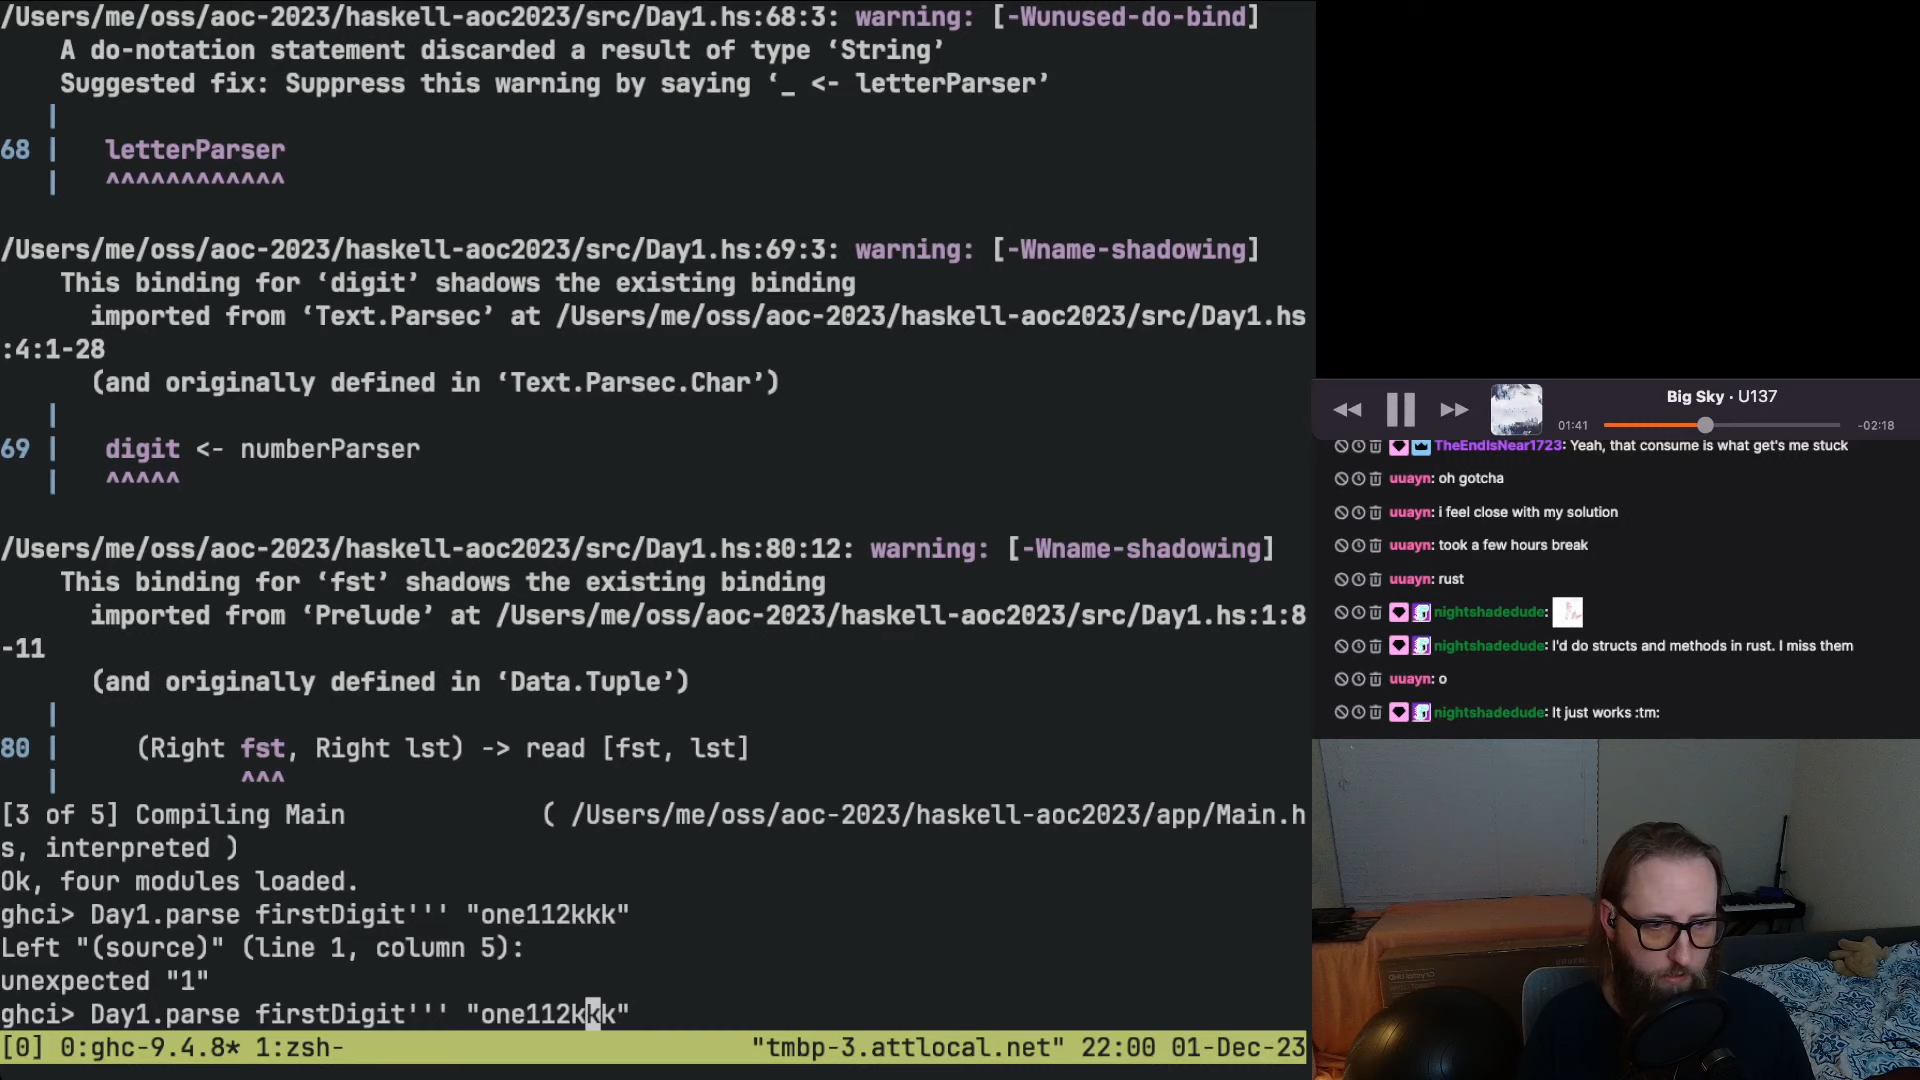 /Users/me/oss/aoc-2023/haskell-aoc2023/src/Day1.hs:68:3: warning: [-Wunused-do-bind]
A do-notation statement discarded a result of type ‘String’
Suggested fix: Suppress this warning by saying ‘_ <- letterParser’
|
68 | letterParser
| ^^^^^^^^^^^^
/Users/me/oss/aoc-2023/haskell-aoc2023/src/Day1.hs:69:3: warning: [-Wname-shadowing]
This binding for ‘digit’ shadows the existing binding
imported from ‘Text.Parsec’ at /Users/me/oss/aoc-2023/haskell-aoc2023/src/Day1.hs
:4:1-28
(and originally defined in ‘Text.Parsec.Char’)
|
69 | digit <- numberParser
| ^^^^^
/Users/me/oss/aoc-2023/haskell-aoc2023/src/Day1.hs:80:12: warning: [-Wname-shadowing]
This binding for ‘fst’ shadows the existing binding
imported from ‘Prelude’ at /Users/me/oss/aoc-2023/haskell-aoc2023/src/Day1.hs:1:8
-11
(and originally defined in ‘Data.Tuple’)
|
80 | (Right fst, Right lst) -> read [fst, lst]
| ^^^
[3 of 5] Compiling Main ( /Users/me/oss/aoc-2023/haskell-aoc2023/app/Main.h
s, interpreted )
Ok, four modules loaded.
ghci> Day1.parse firstDigit''' "one112kkk"
Left "(source)" (line 1, column 5):
unexpected "1"
ghci> Day1.parse firstDigit''' "one112kkk"
[0] 0:ghc-9.4.8* 1:zsh- "tmbp-3.attlocal.net" 22:00 01-Dec-23
Big Sky · U137
01:41 -02:18
TheEndIsNear1723: Yeah, that consume is what get's me stuck
uuayn: oh gotcha
uuayn: i feel close with my solution
uuayn: took a few hours break
uuayn: rust
nightshadedude:
nightshadedude: I'd do structs and methods in rust. I miss them
uuayn: o
nightshadedude: It just works :tm: